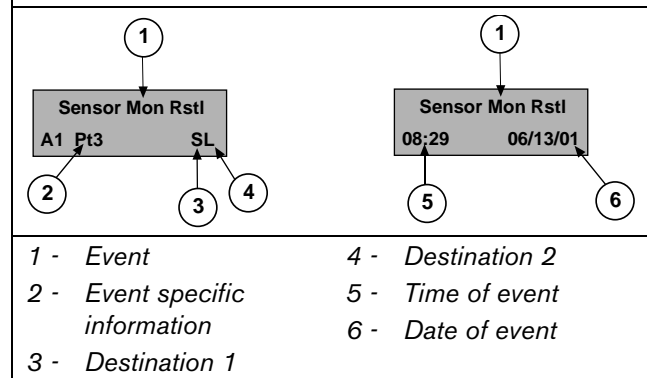 1
1
Sensor Mon Rstl
A1 Pt3 SL
Sensor Mon Rstl
08:29 06/13/01
2
3
4
5
6
1 - Event
2 - Event specific
information
3 - Destination 1
4 - Destination 2
5 - Time of event
6 - Date of event